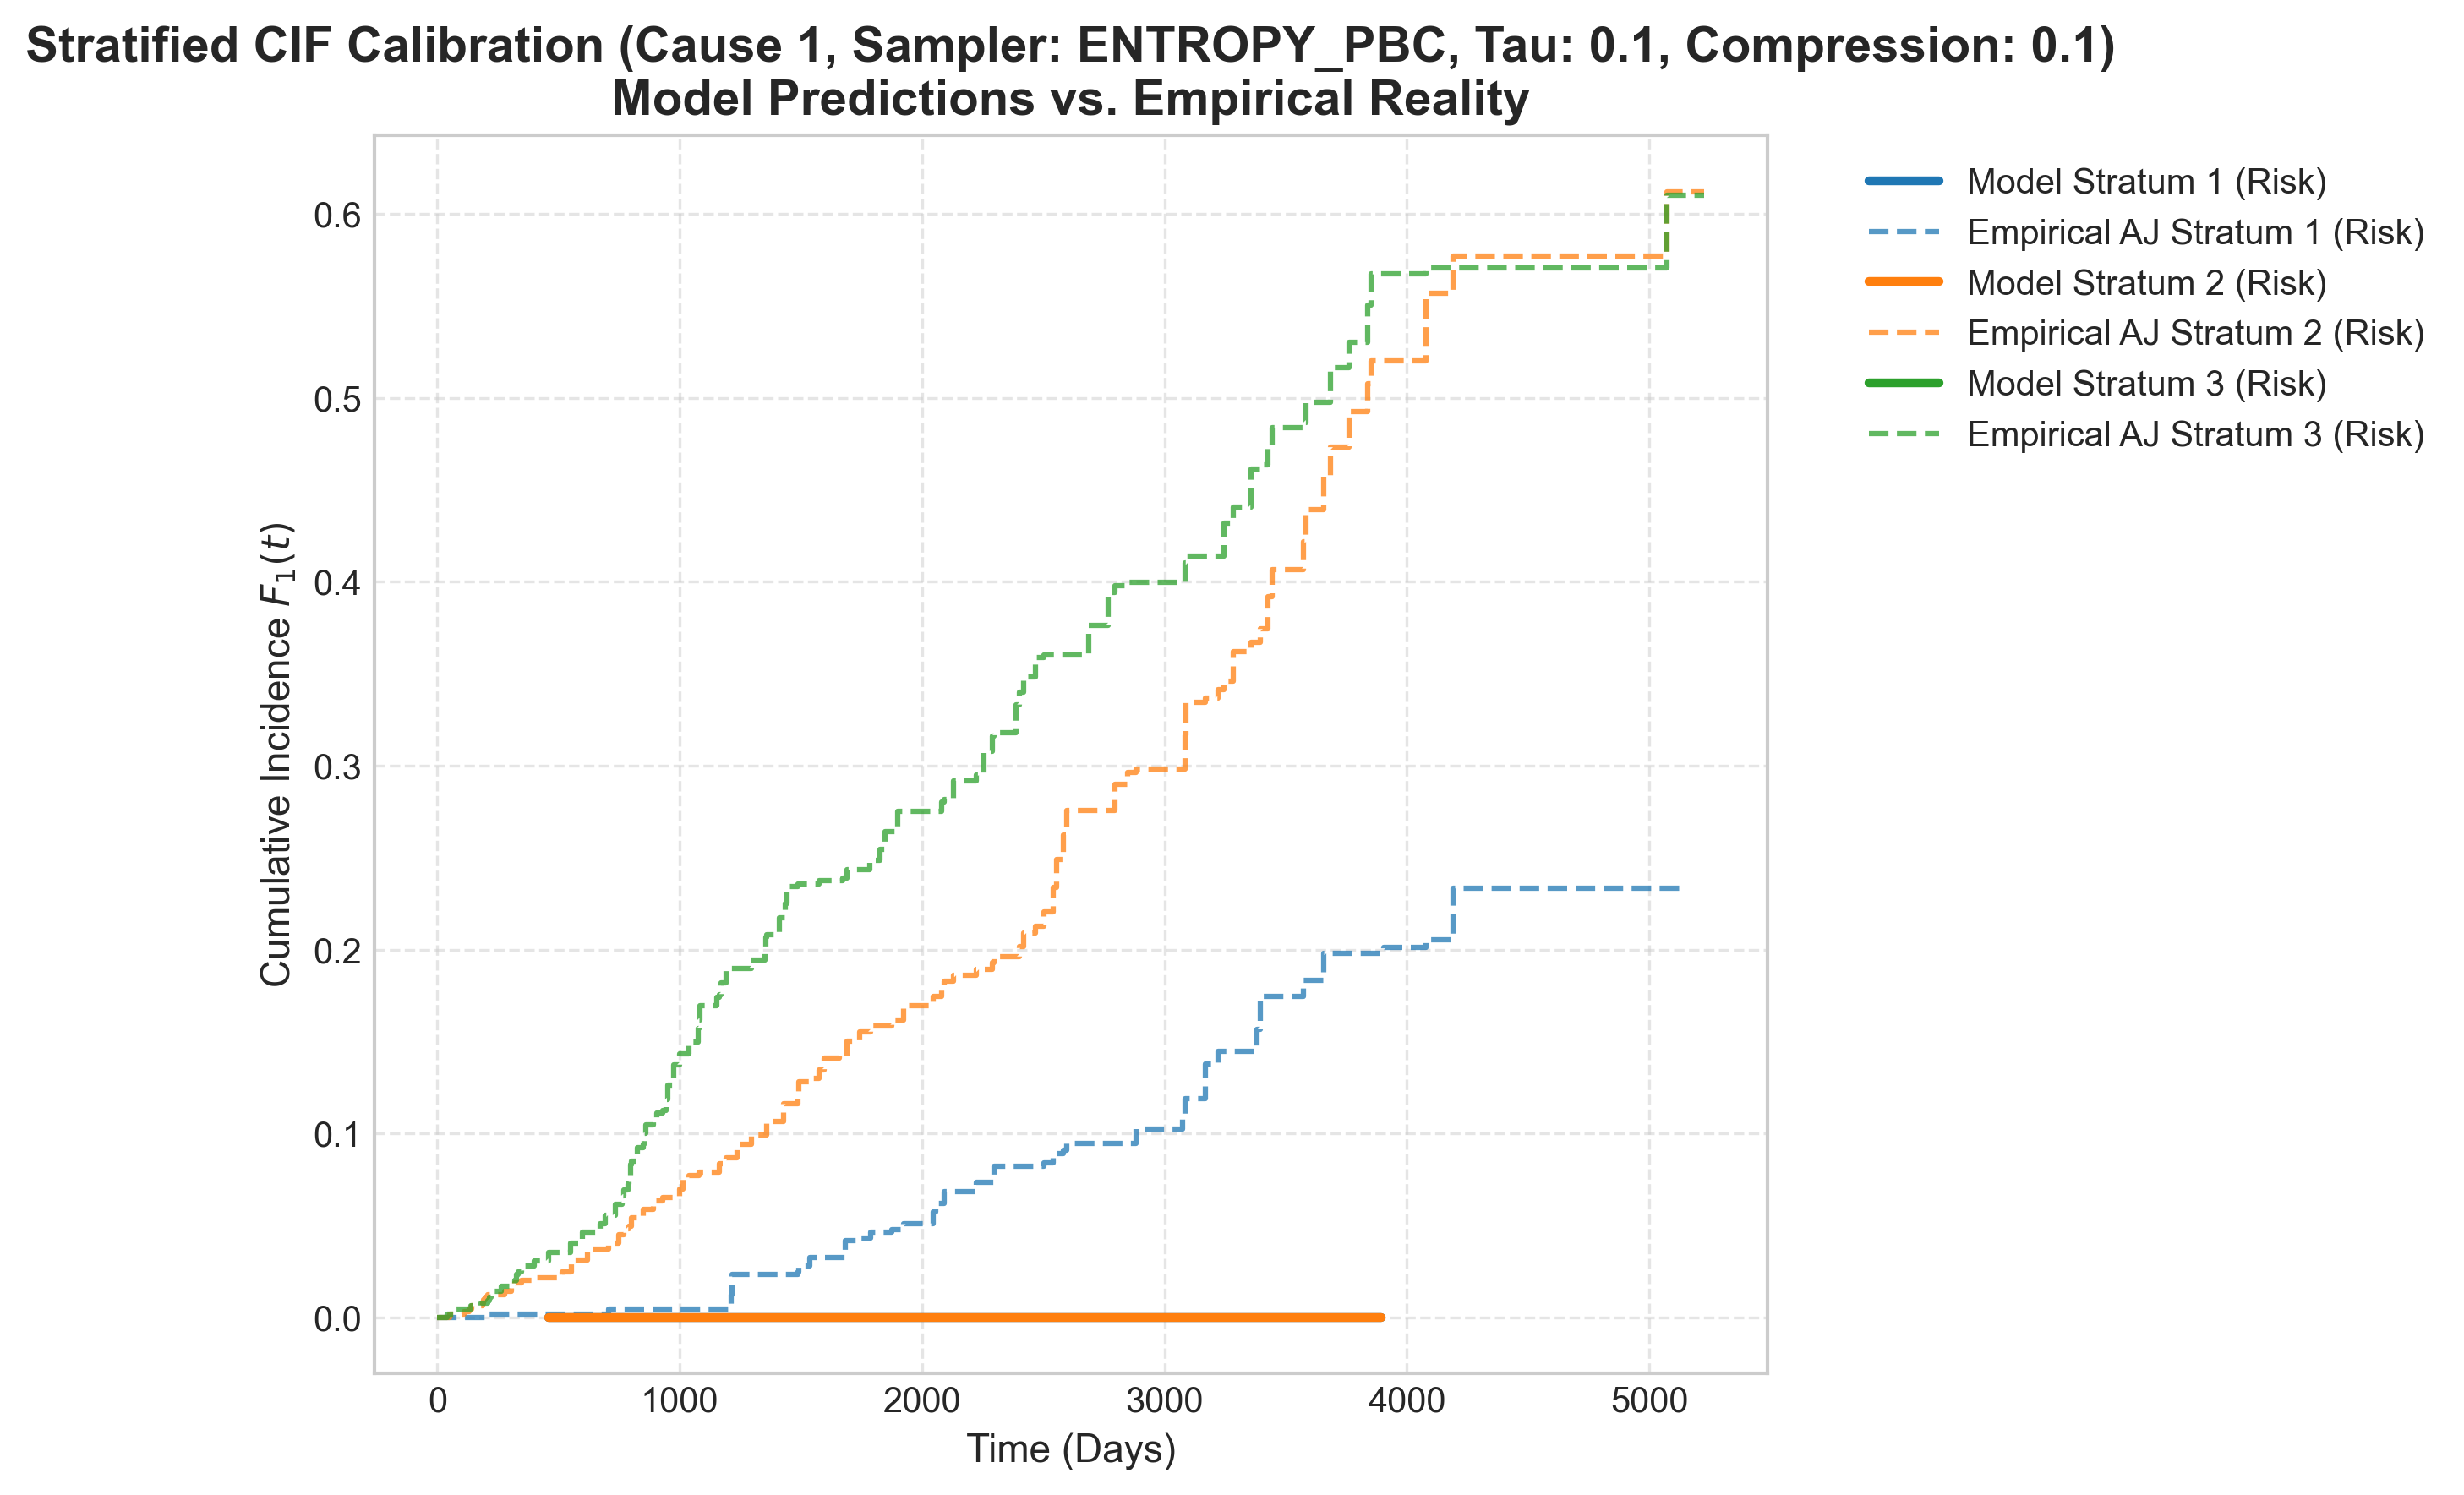 Stratified CIF Calibration (Cause 1, Sampler: ENTROPY_PBC, Tau: 0.1, Compression: 0.1)
Model Predictions vs. Empirical Reality
Model Stratum 1 (Risk)
Empirical AJ Stratum 1 (Risk)
Model Stratum 2 (Risk)
Empirical AJ Stratum 2 (Risk)
Model Stratum 3 (Risk)
Empirical AJ Stratum 3 (Risk)
Cumulative Incidence F₁(t)
0.6
0.5
0.4
0.3
0.2
0.1
0.0
0 1000 2000 3000 4000 5000
Time (Days)